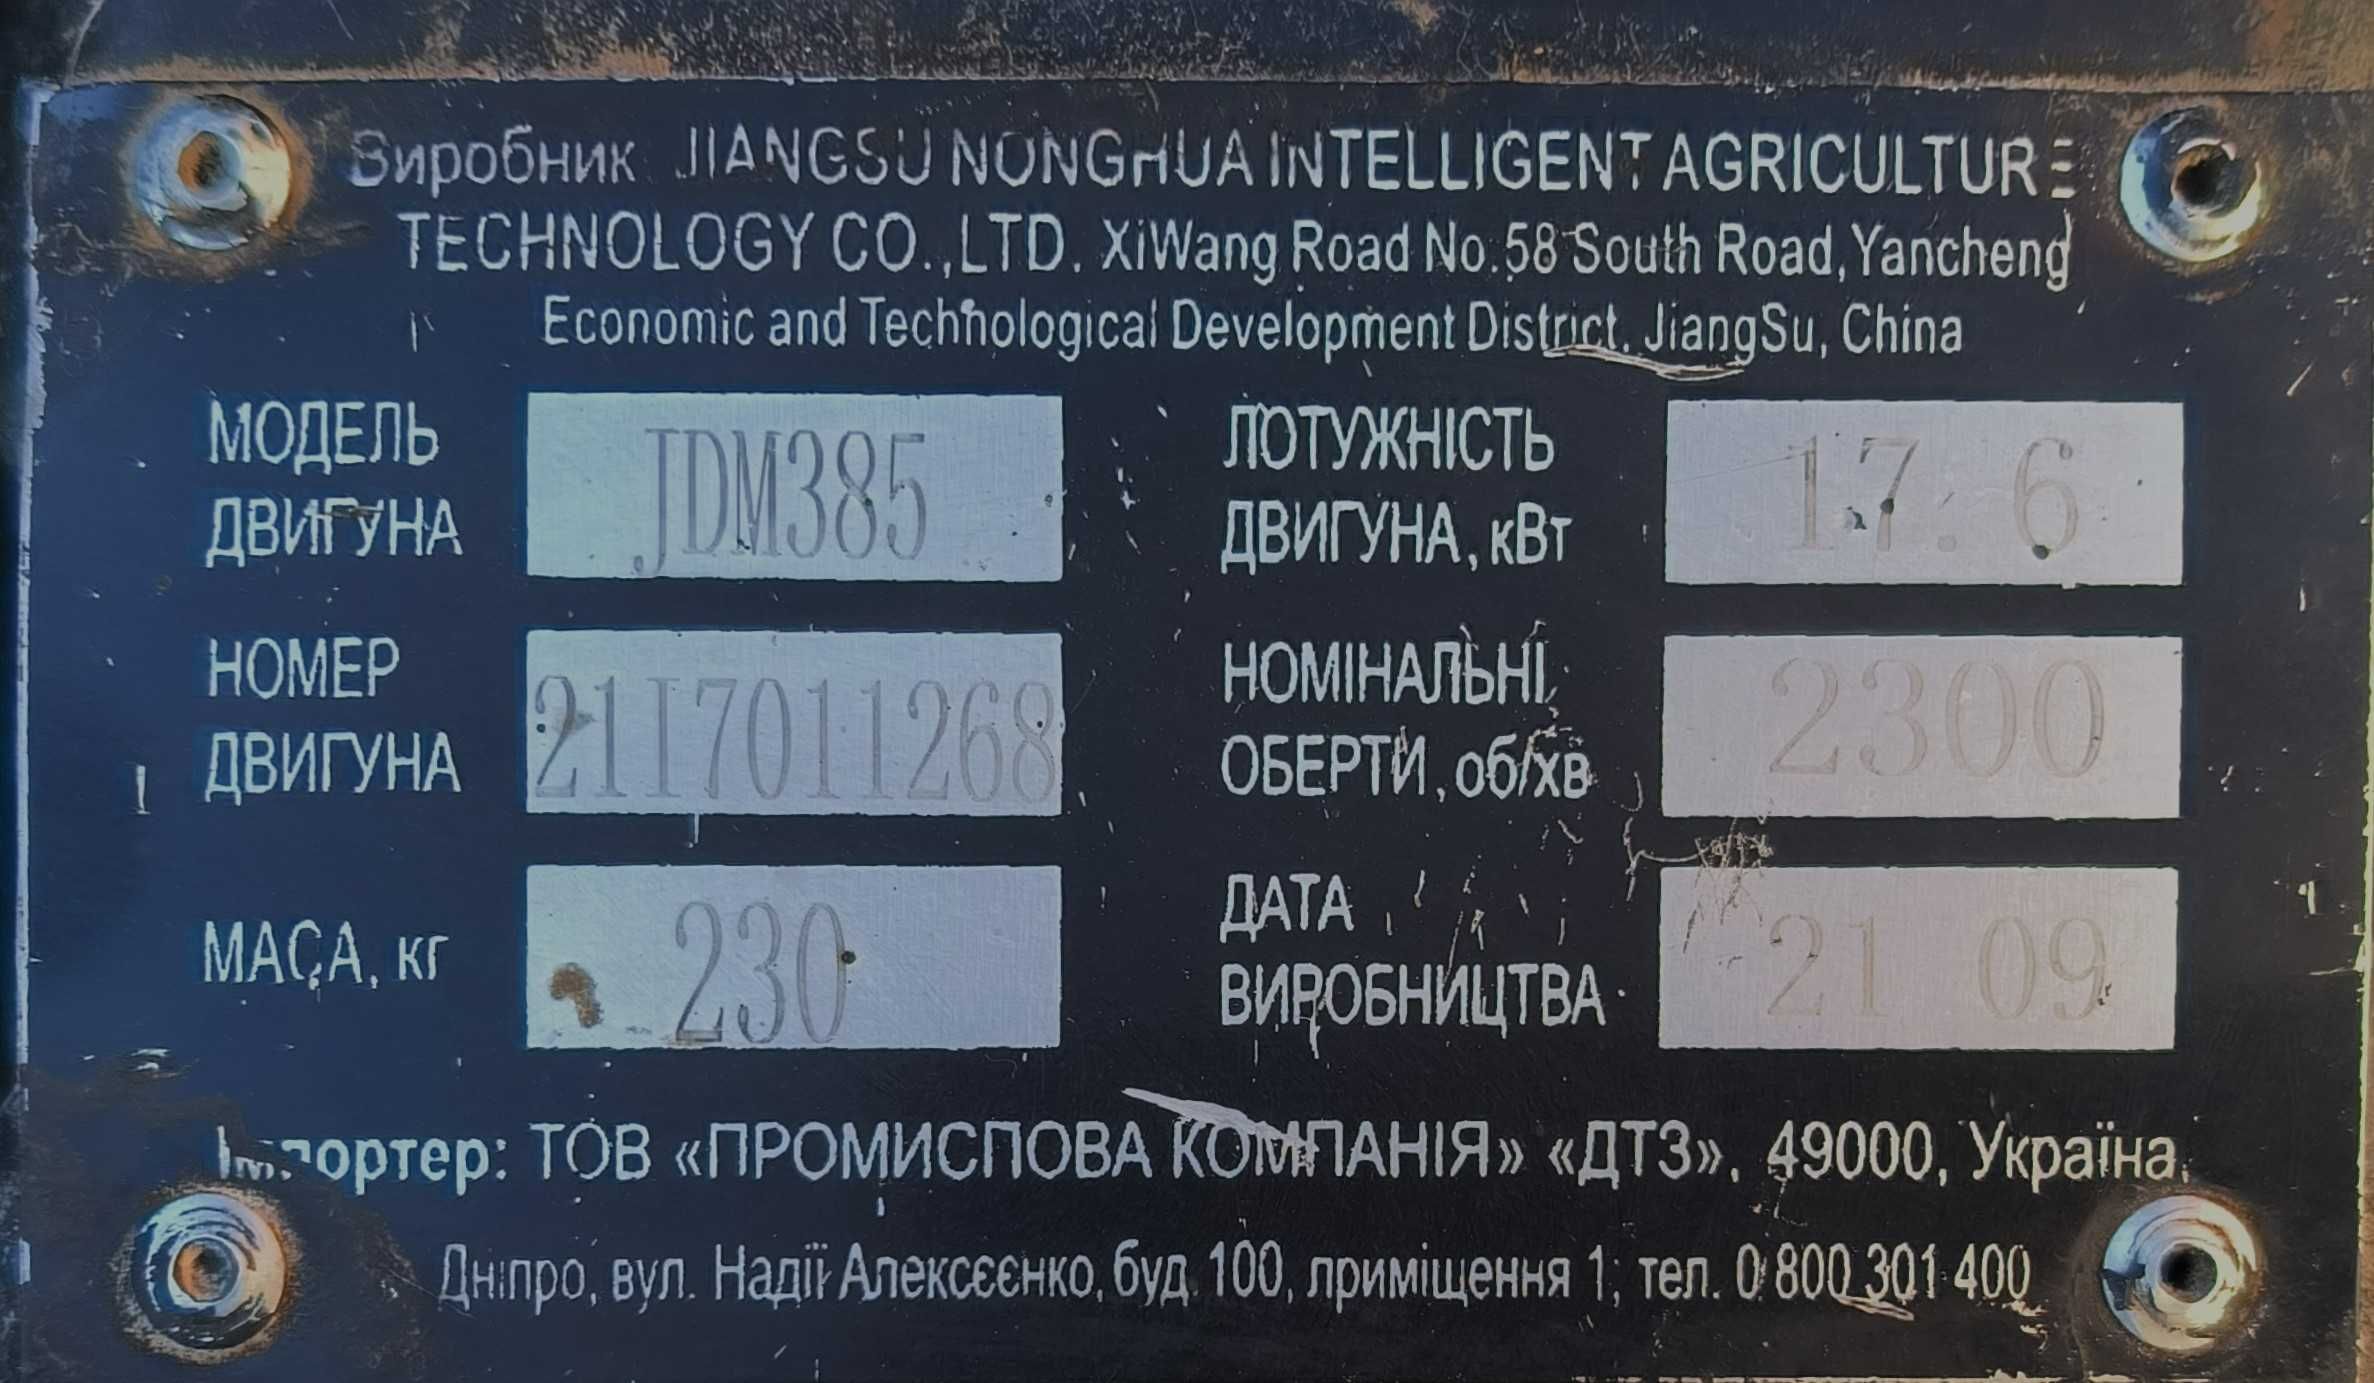 Виробник JIANGSU NONGHUA INTELLIGENT AGRICULTURE
TECHNOLOGY CO.,LTD. XiWang Road No.58 South Road, Yancheng
Economic and Technological Development District, JiangSu, China
МОДЕЛЬ ДВИГУНА JDM385
ПОТУЖНІСТЬ ДВИГУНА, кВт 17.6
НОМЕР ДВИГУНА 21I7011268
НОМІНАЛЬНІ ОБЕРТИ, об/хв 2300
МАСА, кг 230
ДАТА ВИРОБНИЦТВА 21 09
Імпортер: ТОВ «ПРОМИСЛОВА КОМПАНІЯ» «ДТЗ», 49000, Україна,
Дніпро, вул. Надії Алексєєнко, буд. 100, приміщення 1; тел. 0 800 301 400